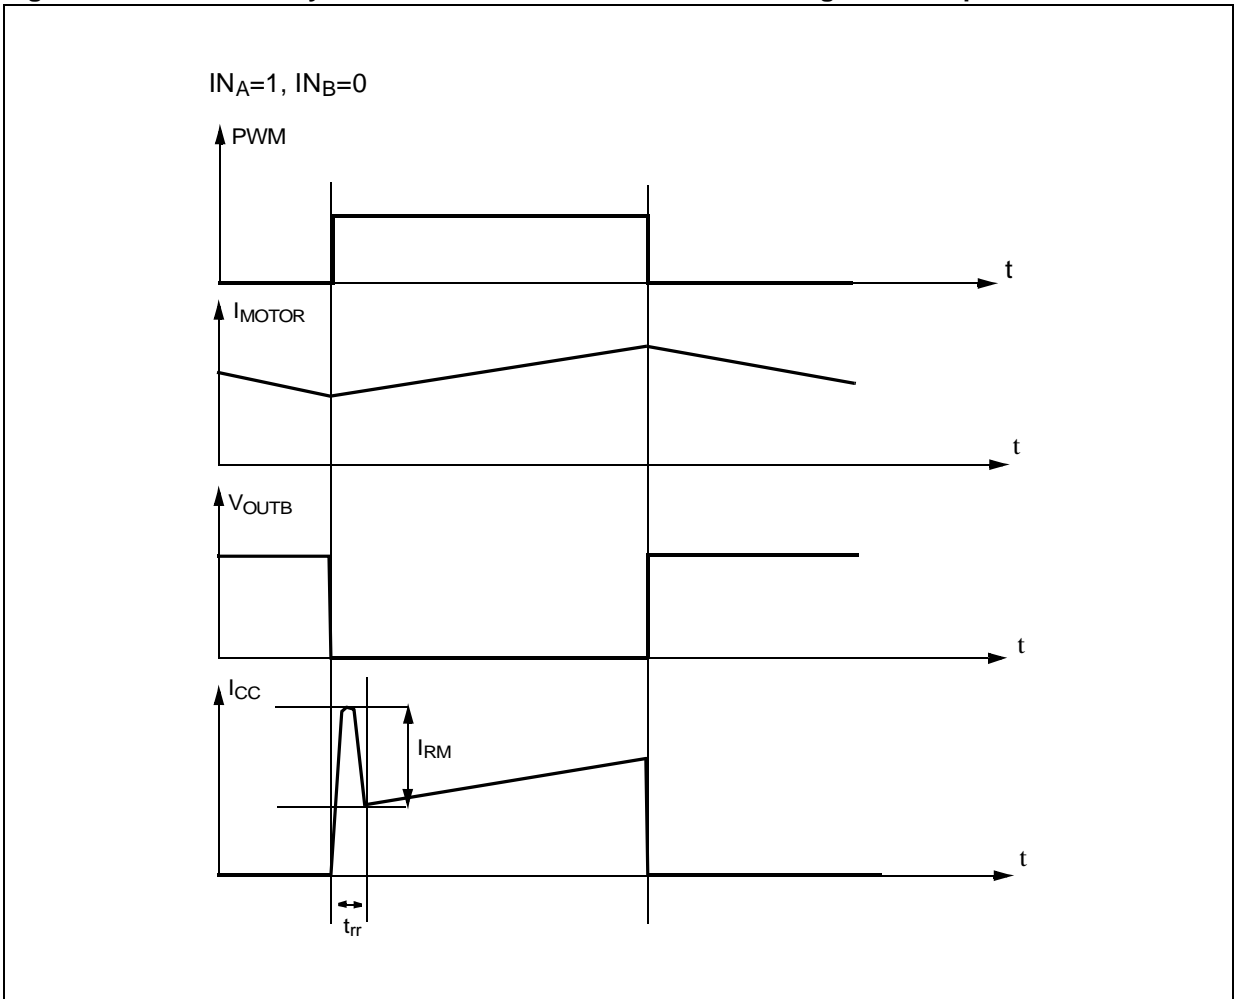 IN_A=1, IN_B=0
PWM
t
I_MOTOR
t
V_OUTB
t
I_CC
I_RM
t
t_rr